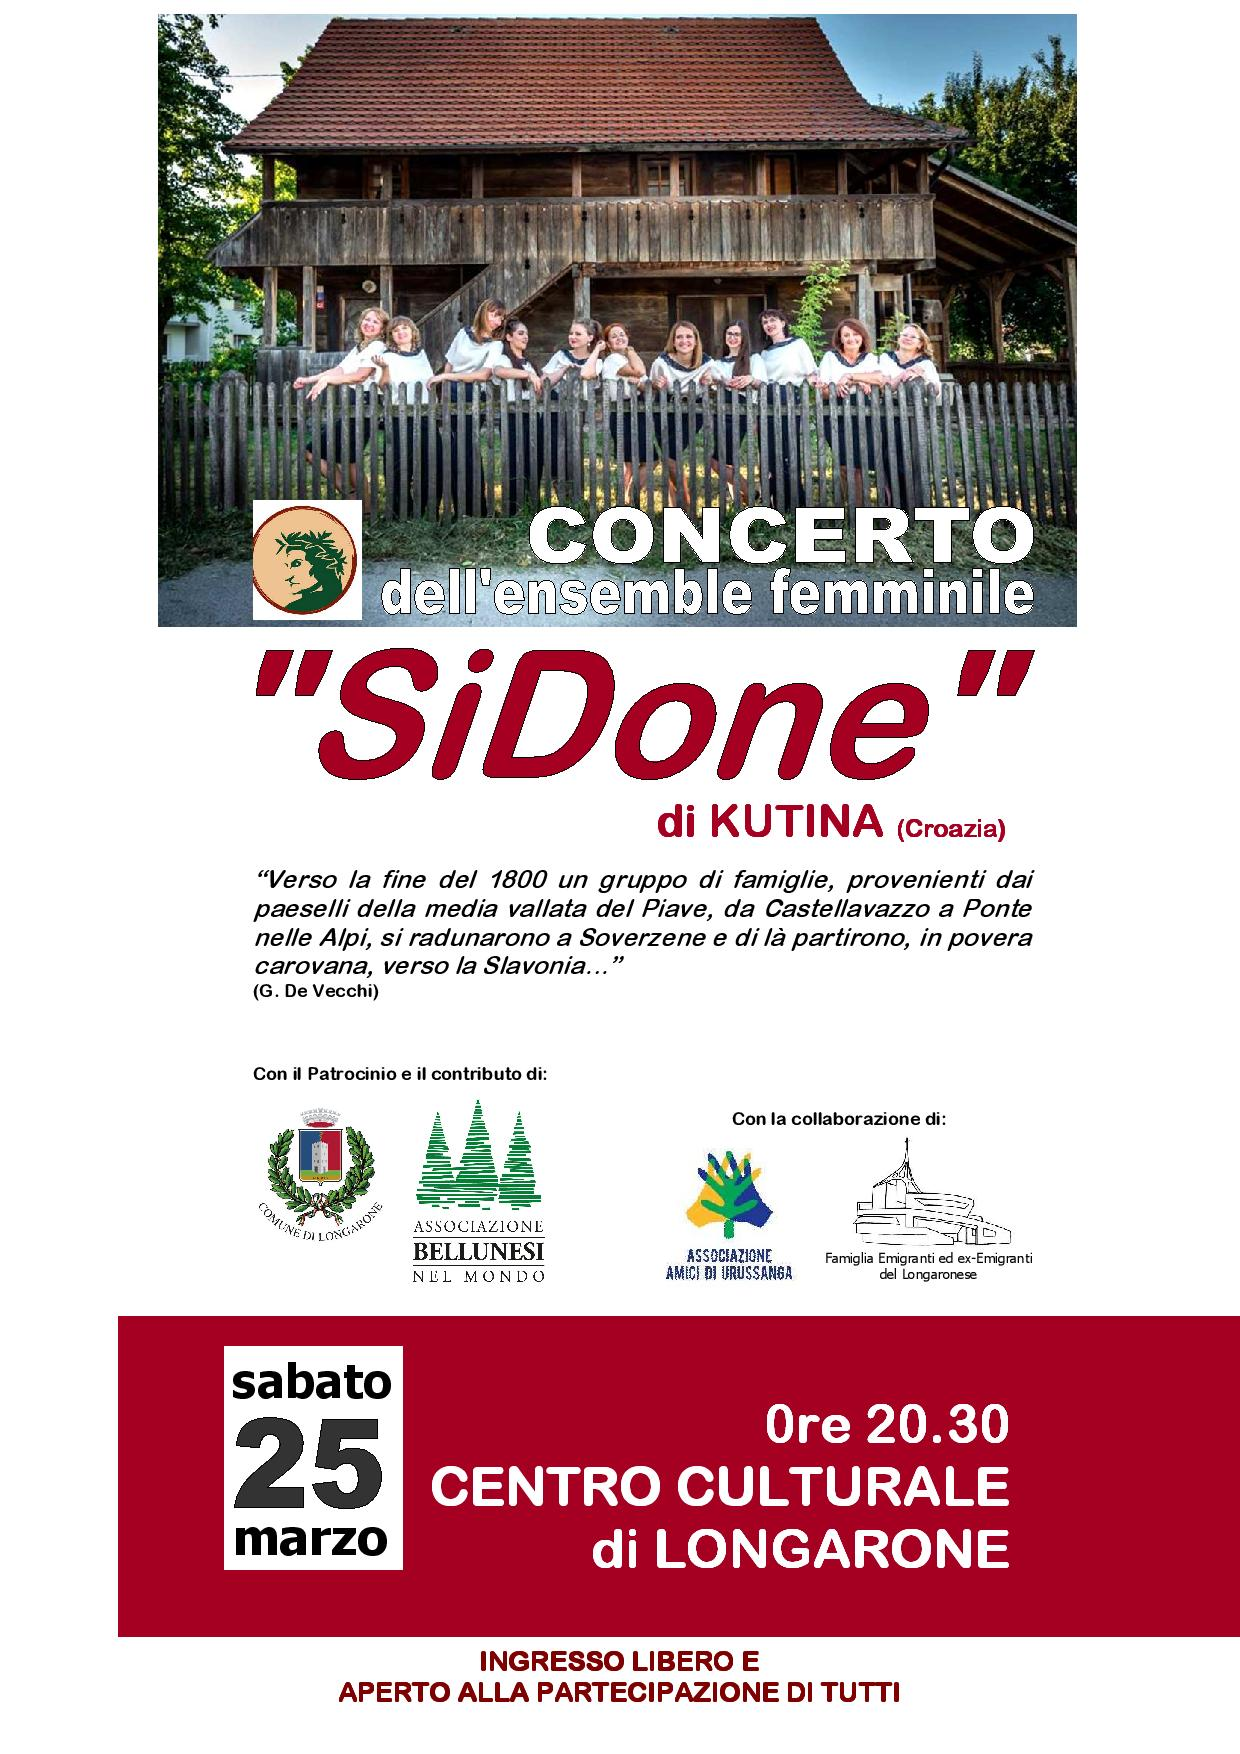 CONCERTO
dell'ensemble femminile
"SiDone"
di KUTINA (Croazia)
“Verso la fine del 1800 un gruppo di famiglie, provenienti dai
paeselli della media vallata del Piave, da Castellavazzo a Ponte
nelle Alpi, si radunarono a Soverzene e di là partirono, in povera
carovana, verso la Slavonia...”
(G. De Vecchi)
Con il Patrocinio e il contributo di:
Con la collaborazione di:
COMUNE DI LONGARONE
ASSOCIAZIONE
BELLUNESI
NEL MONDO
ASSOCIAZIONE
AMICI DI URUSSANGA
Famiglia Emigranti ed ex-Emigranti
del Longaronese
sabato
25
marzo
0re 20.30
CENTRO CULTURALE
di LONGARONE
INGRESSO LIBERO E
APERTO ALLA PARTECIPAZIONE DI TUTTI